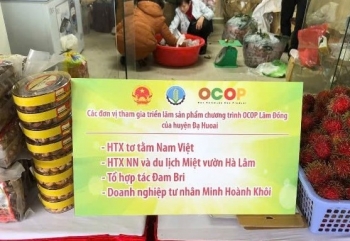 OCOP
Các đơn vị tham gia triển lãm sản phẩm chương trình OCOP Lâm Đồng
của huyện Đạ Huoai
- HTX tơ tằm Nam Việt
- HTX NN và du lịch Miệt vườn Hà Lâm
- Tổ hợp tác Đam Bri
- Doanh nghiệp tư nhân Minh Hoành Khôi